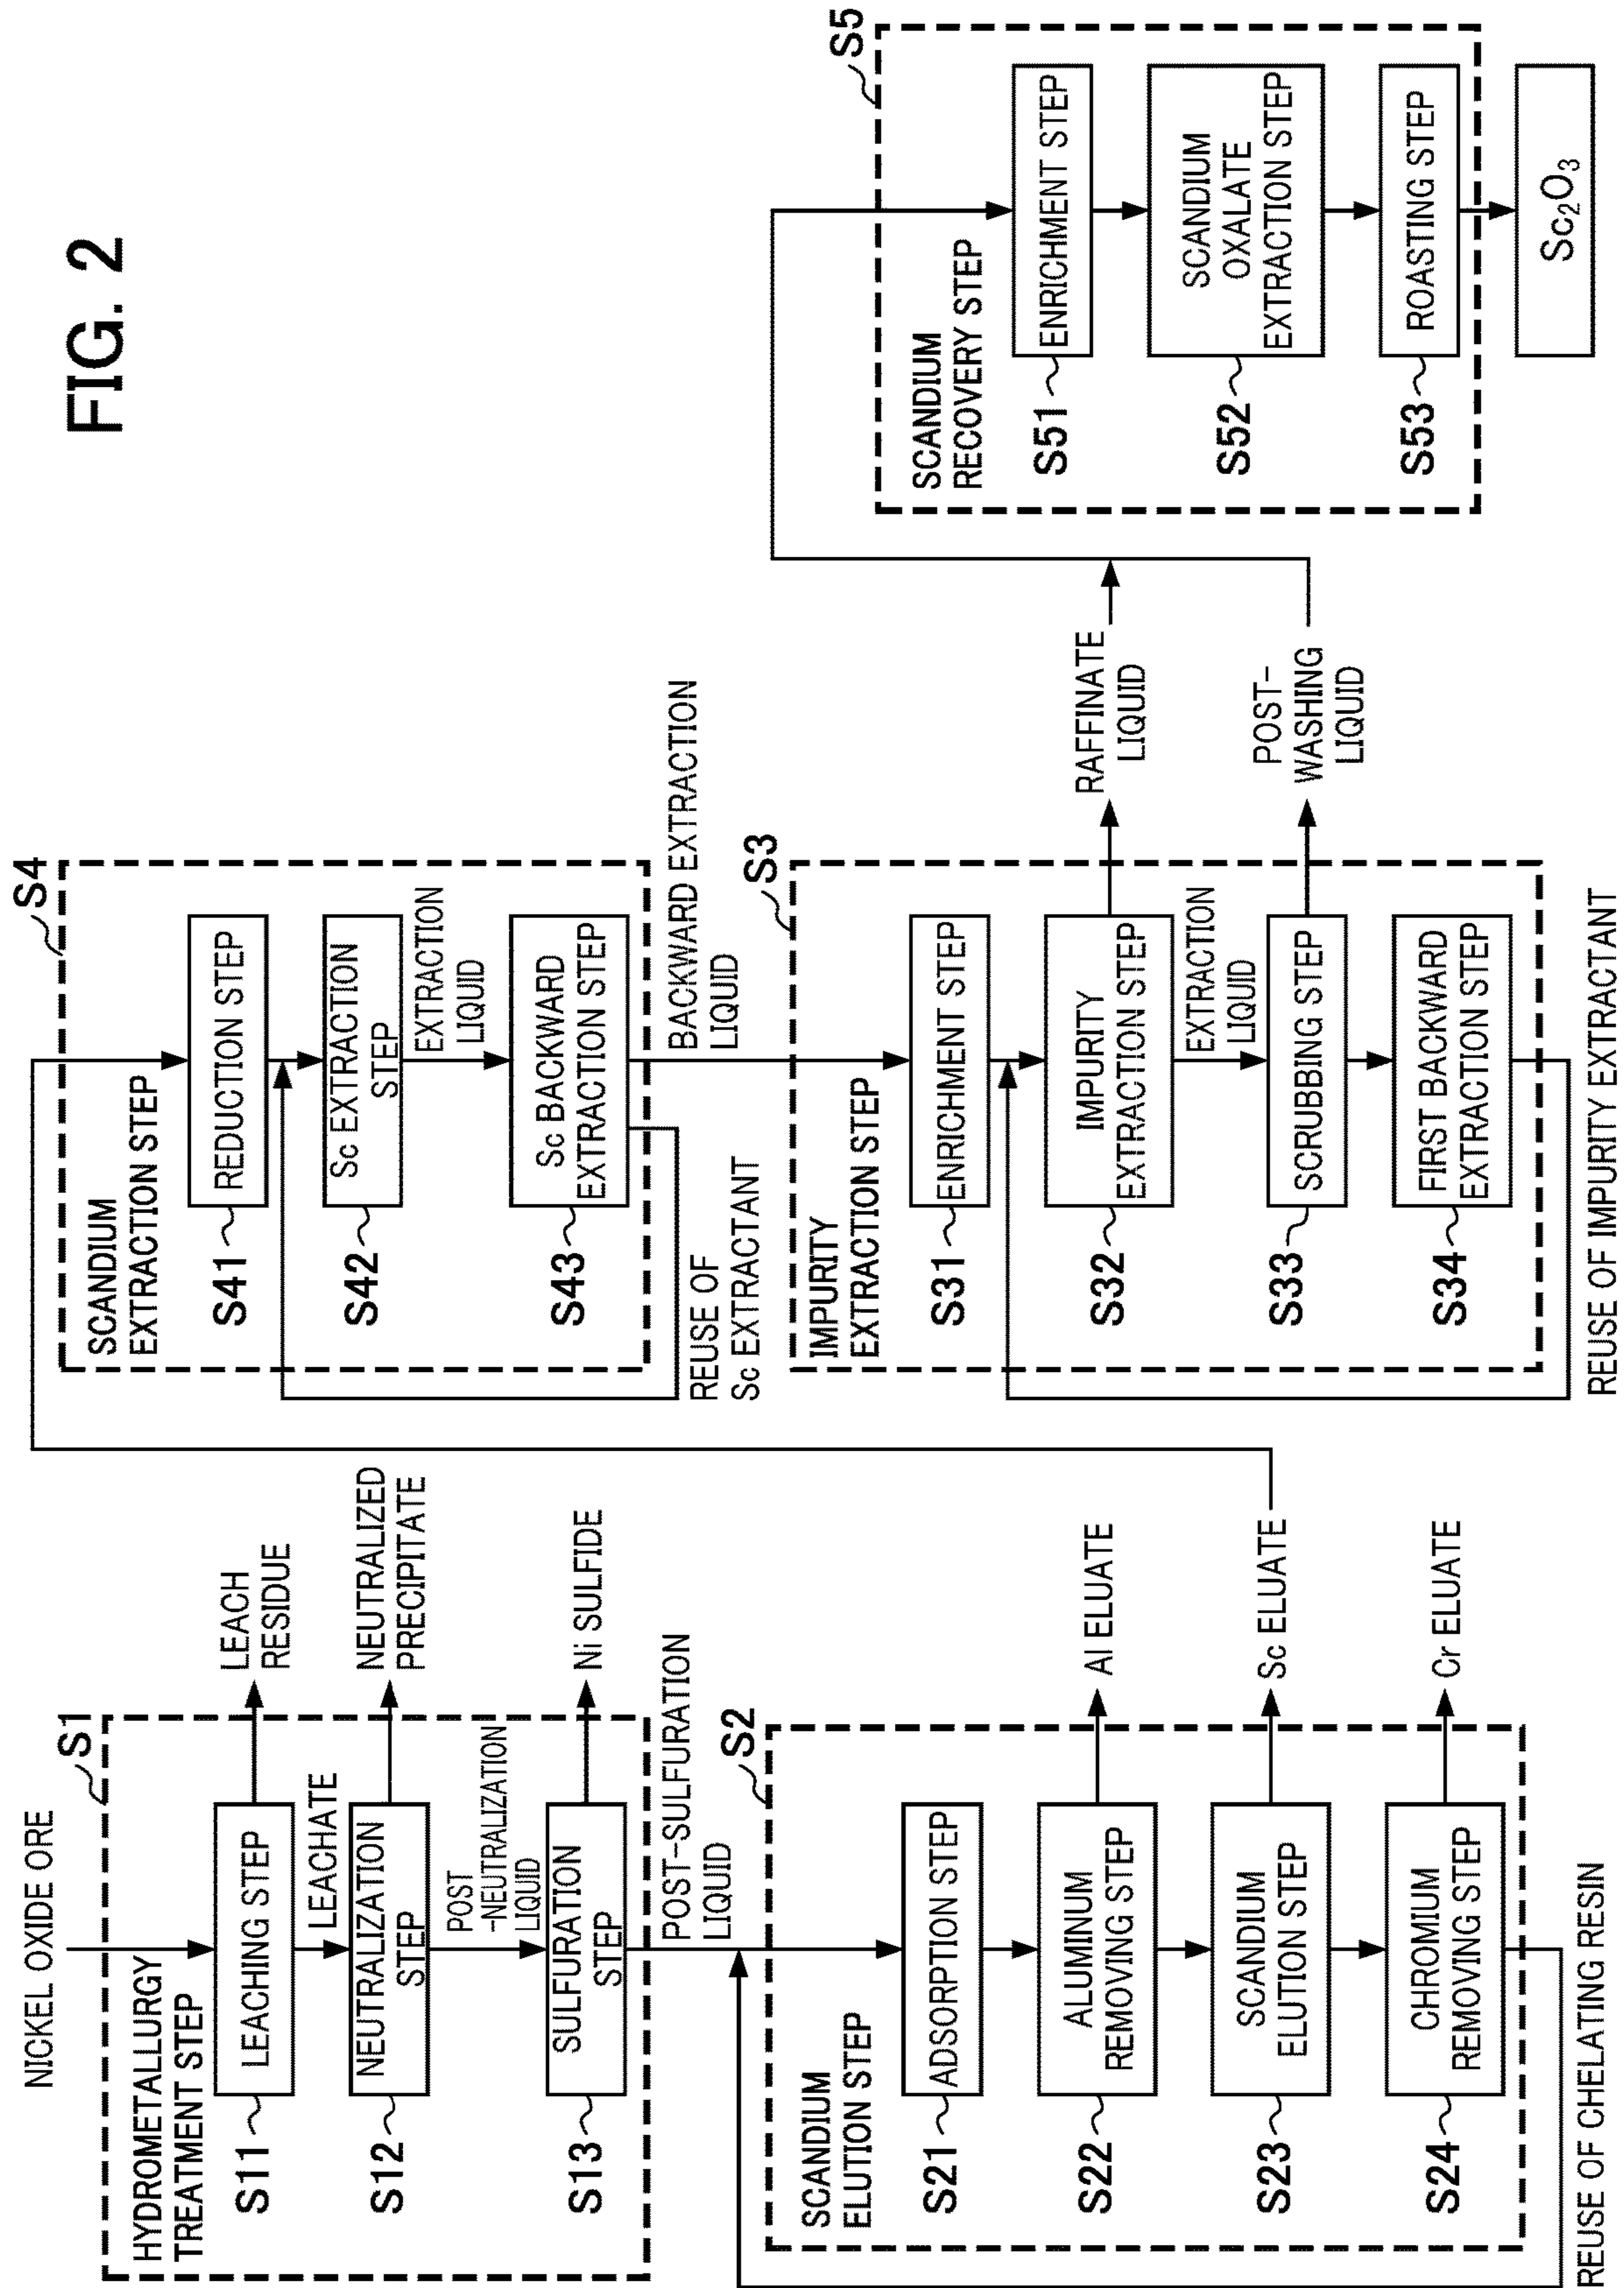 FIG. 2
NICKEL OXIDE ORE
S1
HYDROMETALLURGY
TREATMENT STEP
S11
LEACHING STEP
LEACH
RESIDUE
LEACHATE
S12
NEUTRALIZATION
STEP
NEUTRALIZED
PRECIPITATE
POST
-NEUTRALIZATION
LIQUID
S13
SULFURATION
STEP
Ni SULFIDE
POST-SULFURATION
LIQUID
S2
SCANDIUM
ELUTION STEP
S21
ADSORPTION STEP
S22
ALUMINUM
REMOVING STEP
Al ELUATE
S23
SCANDIUM
ELUTION STEP
Sc ELUATE
S24
CHROMIUM
REMOVING STEP
Cr ELUATE
REUSE OF CHELATING RESIN
S4
SCANDIUM
EXTRACTION STEP
S41
REDUCTION STEP
S42
Sc EXTRACTION
STEP
EXTRACTION
LIQUID
S43
Sc BACKWARD
EXTRACTION STEP
REUSE OF
Sc EXTRACTANT
BACKWARD EXTRACTION
LIQUID
S3
IMPURITY
EXTRACTION STEP
S31
ENRICHMENT STEP
S32
IMPURITY
EXTRACTION STEP
RAFFINATE
LIQUID
EXTRACTION
LIQUID
S33
SCRUBBING STEP
POST-
WASHING
LIQUID
S34
FIRST BACKWARD
EXTRACTION STEP
REUSE OF IMPURITY EXTRACTANT
S5
SCANDIUM
RECOVERY STEP
S51
ENRICHMENT STEP
S52
SCANDIUM
OXALATE
EXTRACTION STEP
S53
ROASTING STEP
Sc₂O₃